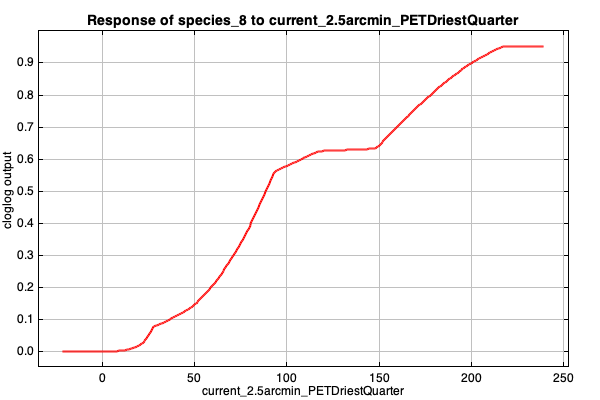 Response of species_8 to current_2.5arcmin_PETDriestQuarter
cloglog output
0.9
0.8
0.7
0.6
0.5
0.4
0.3
0.2
0.1
0.0
0 50 100 150 200 250
current_2.5arcmin_PETDriestQuarter